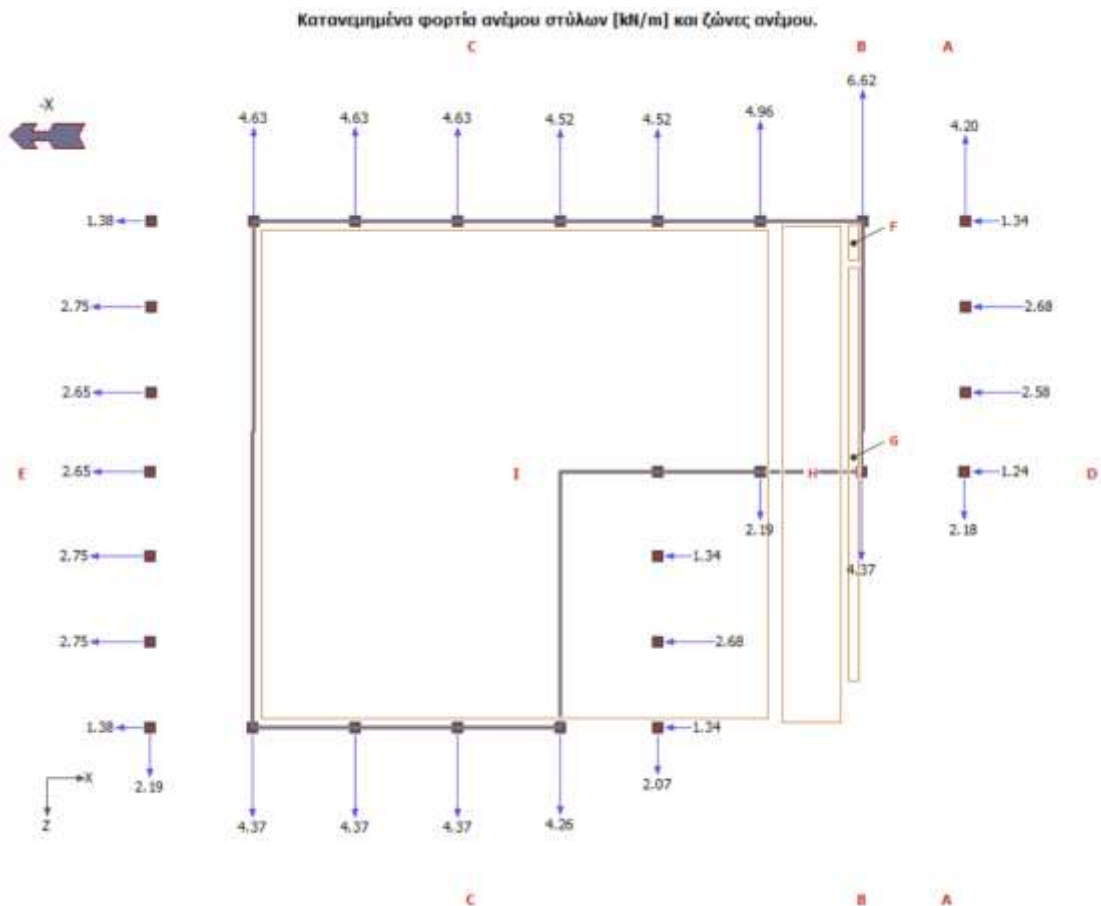 Κατανεμημένα φορτία ανέμου στύλων [kN/m] και ζώνες ανέμου.
C B A
6.62
-X
4.63 4.63 4.63 4.52 4.52 4.96 4.20
1.38 1.34
F
2.75 2.68
2.65 2.58
G
E 2.65 I H 1.24 D
2.19 2.18
2.75 1.34 4.37
2.75 2.68
1.38 1.34
X 2.19 2.07
Z 4.37 4.37 4.37 4.26
C B A